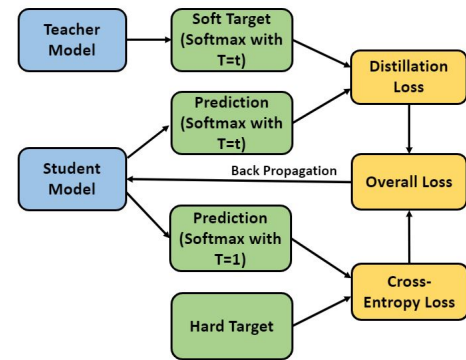 Teacher
Model
Soft Target
(Softmax with
T=t)
Distillation
Loss
Prediction
(Softmax with
T=t)
Student
Model
Back Propagation
Overall Loss
Prediction
(Softmax with
T=1)
Cross-
Entropy Loss
Hard Target